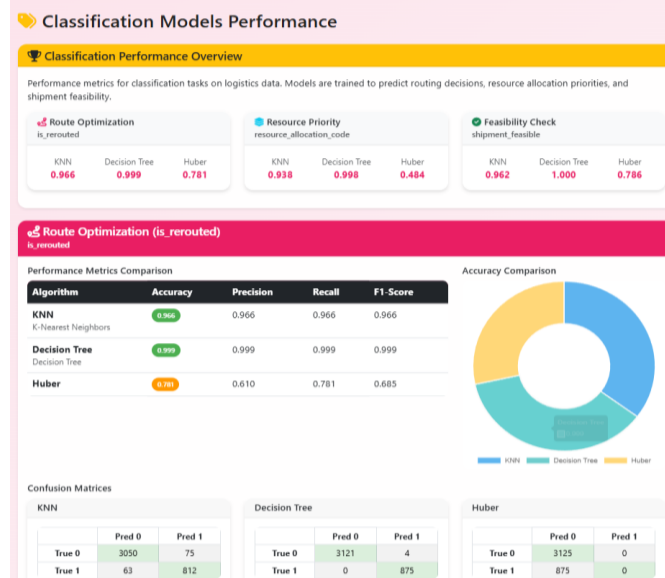 Classification Models Performance
Classification Performance Overview
Performance metrics for classification tasks on logistics data. Models are trained to predict routing decisions, resource allocation priorities, and
shipment feasibility.
Route Optimization
is_rerouted
KNN Decision Tree Huber
0.966 0.999 0.781
Resource Priority
resource_allocation_code
KNN Decision Tree Huber
0.938 0.998 0.484
Feasibility Check
shipment_feasible
KNN Decision Tree Huber
0.962 1.000 0.786
Route Optimization (is_rerouted)
is_rerouted
Performance Metrics Comparison
Algorithm Accuracy Precision Recall F1-Score
KNN 0.966 0.966 0.966 0.966
K-Nearest Neighbors
Decision Tree 0.999 0.999 0.999 0.999
Decision Tree
Huber 0.781 0.610 0.781 0.685
Accuracy Comparison
KNN Decision Tree Huber
Confusion Matrices
KNN
Pred 0 Pred 1
True 0 3050 75
True 1 63 812
Decision Tree
Pred 0 Pred 1
True 0 3121 4
True 1 0 875
Huber
Pred 0 Pred 1
True 0 3125 0
True 1 875 0